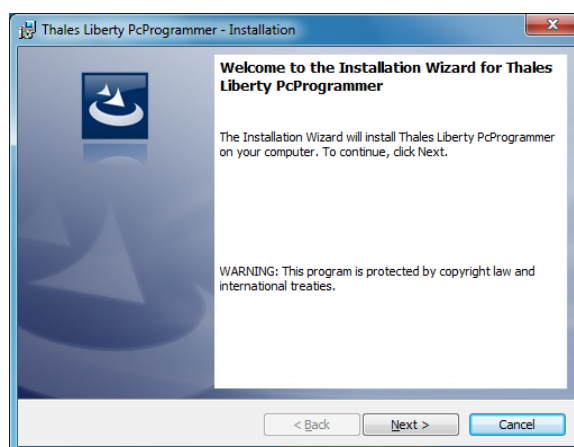 Thales Liberty PcProgrammer - Installation
Welcome to the Installation Wizard for Thales
Liberty PcProgrammer
The Installation Wizard will install Thales Liberty PcProgrammer
on your computer. To continue, click Next.
WARNING: This program is protected by copyright law and
international treaties.
< Back
Next >
Cancel